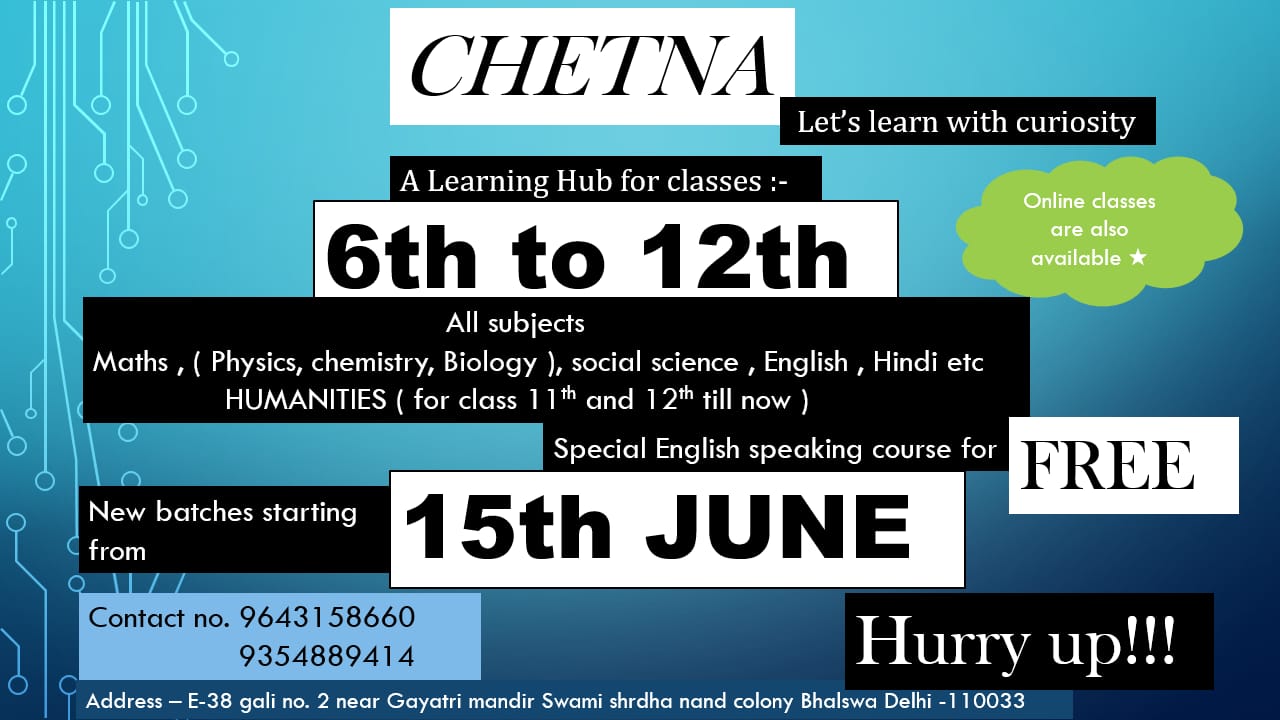 CHETNA
Let's learn with curiosity
A Learning Hub for classes :-
6th to 12th
Online classes
are also
available ★
All subjects
Maths , ( Physics, chemistry, Biology ), social science , English , Hindi etc
HUMANITIES ( for class 11th and 12th till now )
Special English speaking course for
FREE
New batches starting
from
15th JUNE
Contact no. 9643158660
9354889414
Hurry up!!!
Address – E-38 gali no. 2 near Gayatri mandir Swami shrdha nand colony Bhalswa Delhi -110033